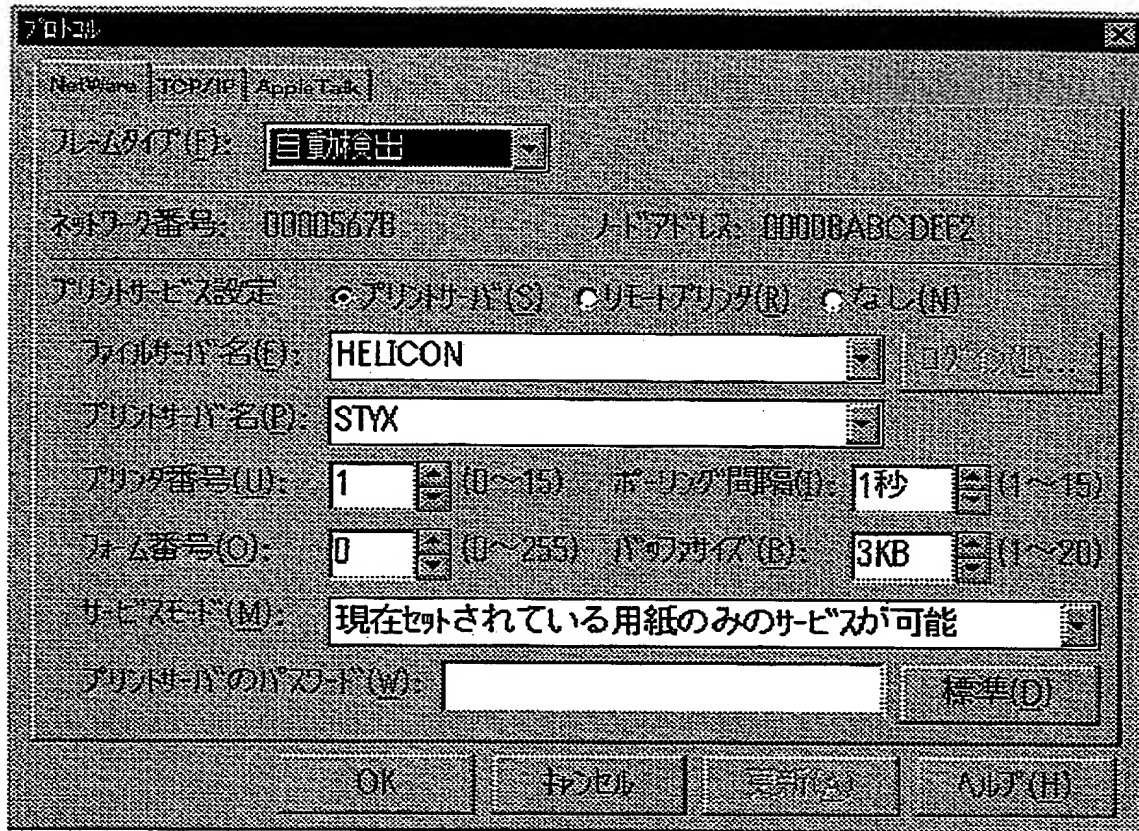 ﾌﾟﾛﾄｺﾙ
NetWare TCP/IP AppleTalk
ﾌﾚｰﾑﾀｲﾌﾟ(F): 自動検出
ﾈｯﾄﾜｰｸ番号: 00005678 ﾉｰﾄﾞｱﾄﾞﾚｽ: 00008ABCDEF2
ﾌﾟﾘﾝﾄｻｰﾋﾞｽ設定 ﾌﾟﾘﾝﾄｻｰﾊﾞ(S) ﾘﾓｰﾄﾌﾟﾘﾝﾀ(R) なし(N)
ﾌｧｲﾙｻｰﾊﾞ名(E): HELICON ﾛｸﾞｲﾝ(T)...
ﾌﾟﾘﾝﾄｻｰﾊﾞ名(P): STYX
ﾌﾟﾘﾝﾀ番号(U): 1 (0～15) ﾎﾟｰﾘﾝｸﾞ間隔(I): 1秒 (1～15)
ﾌｫｰﾑ番号(O): 0 (0～255) ﾊﾞｯﾌｧｻｲｽﾞ(B): 3KB (1～20)
ｻｰﾋﾞｽﾓｰﾄﾞ(M): 現在ｾｯﾄされている用紙のみのｻｰﾋﾞｽが可能
ﾌﾟﾘﾝﾄｻｰﾊﾞのﾊﾟｽﾜｰﾄﾞ(W): 標準(D)
OK ｷｬﾝｾﾙ 更新(A) ﾍﾙﾌﾟ(H)